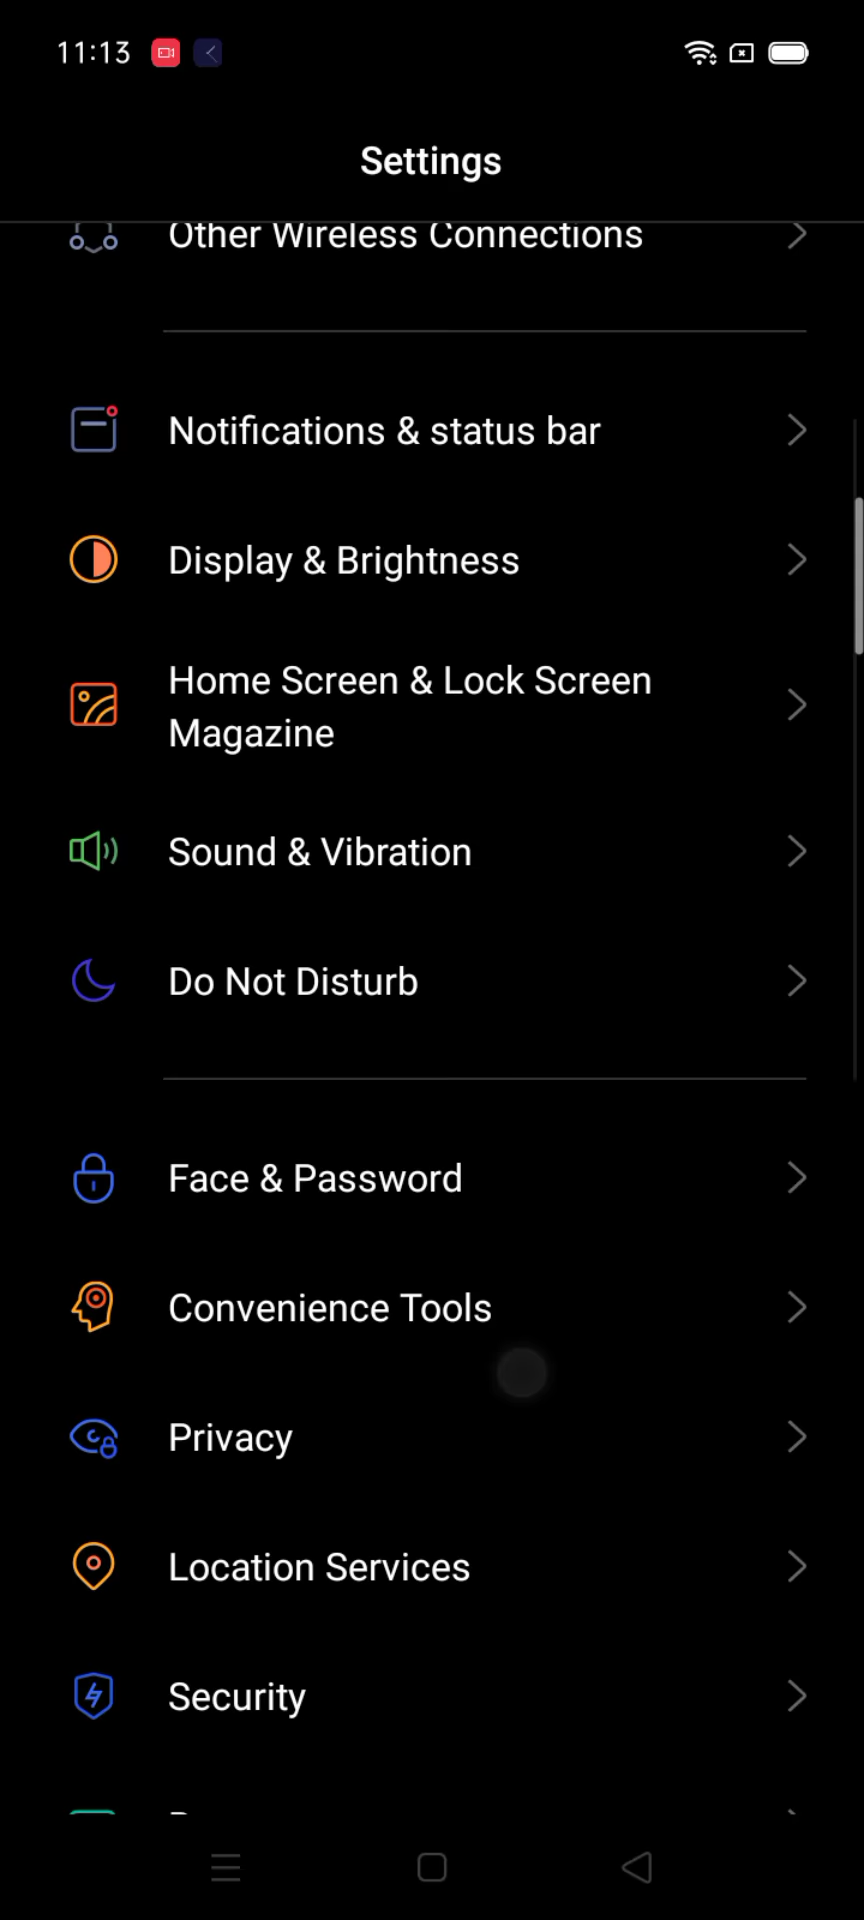 11:13
Settings
Other Wireless Connections
Notifications & status bar
Display & Brightness
Home Screen & Lock Screen
Magazine
Sound & Vibration
Do Not Disturb
Face & Password
Convenience Tools
Privacy
Location Services
Security